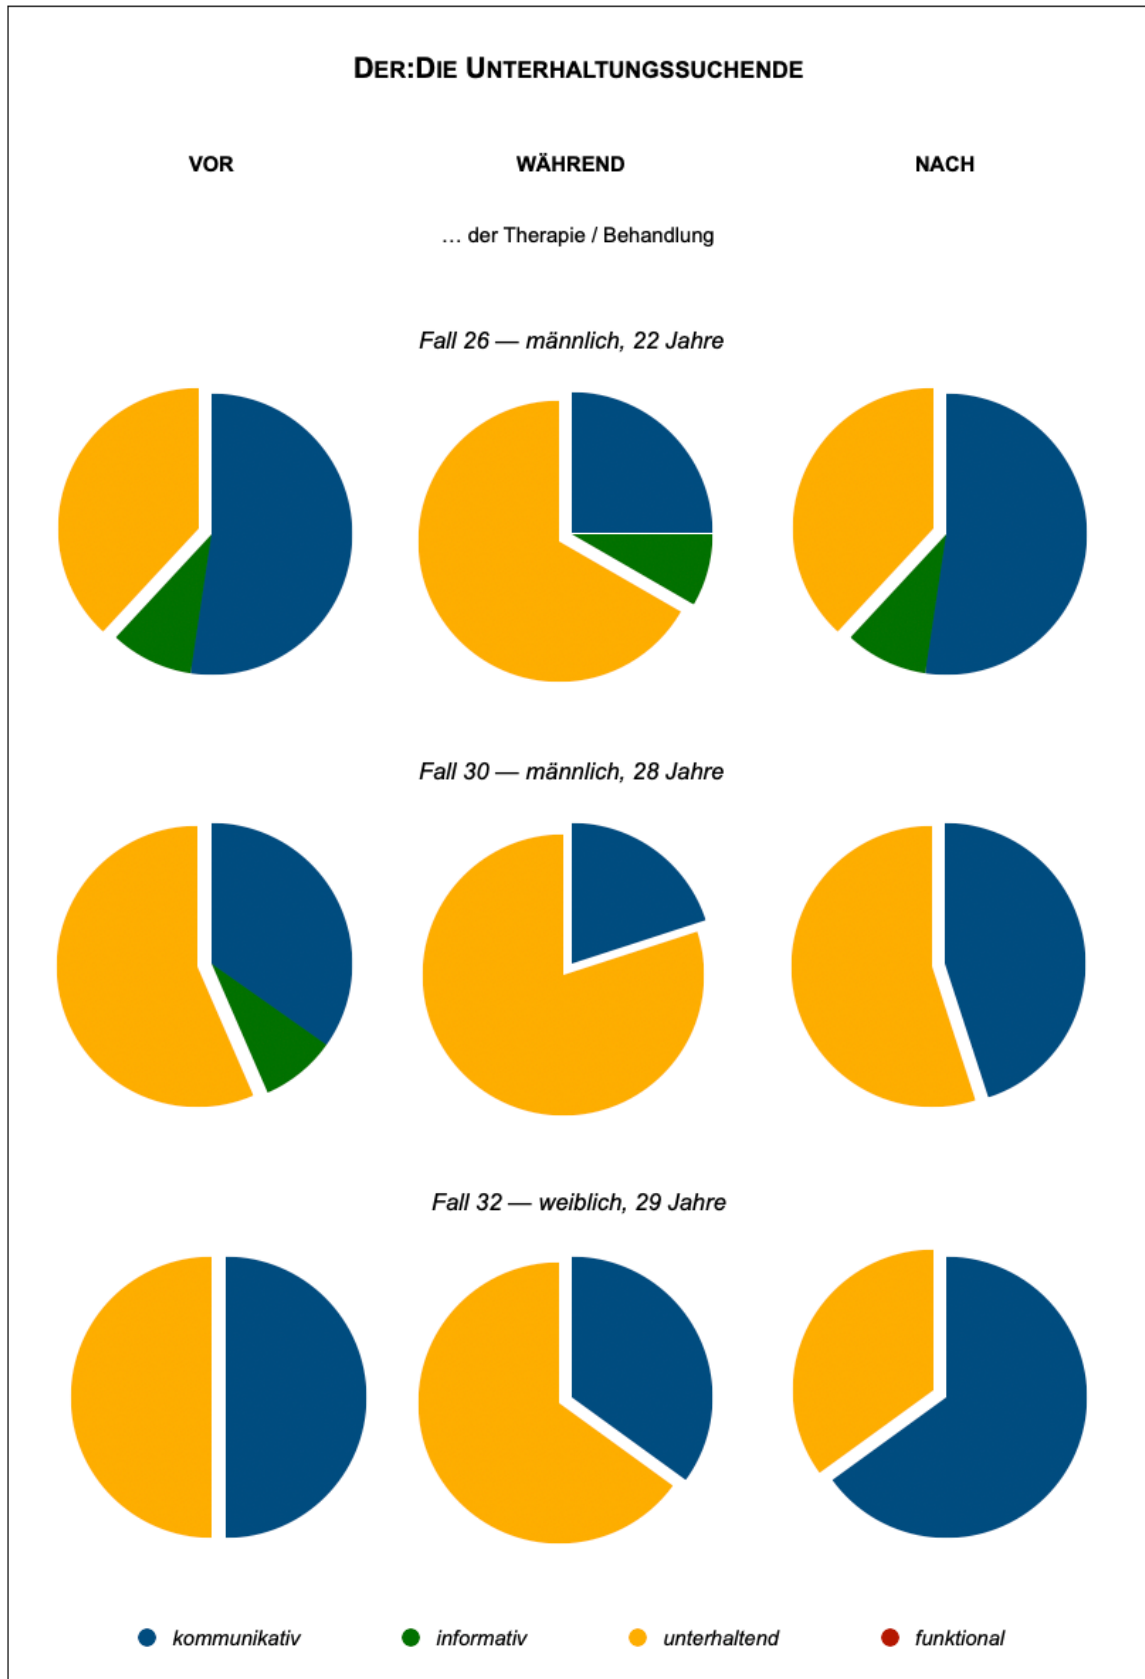 DER:DIE UNTERHALTUNGSSUCHENDE
VOR WÄHREND NACH
… der Therapie / Behandlung
Fall 26 — männlich, 22 Jahre
Fall 30 — männlich, 28 Jahre
Fall 32 — weiblich, 29 Jahre
kommunikativ informativ unterhaltend funktional